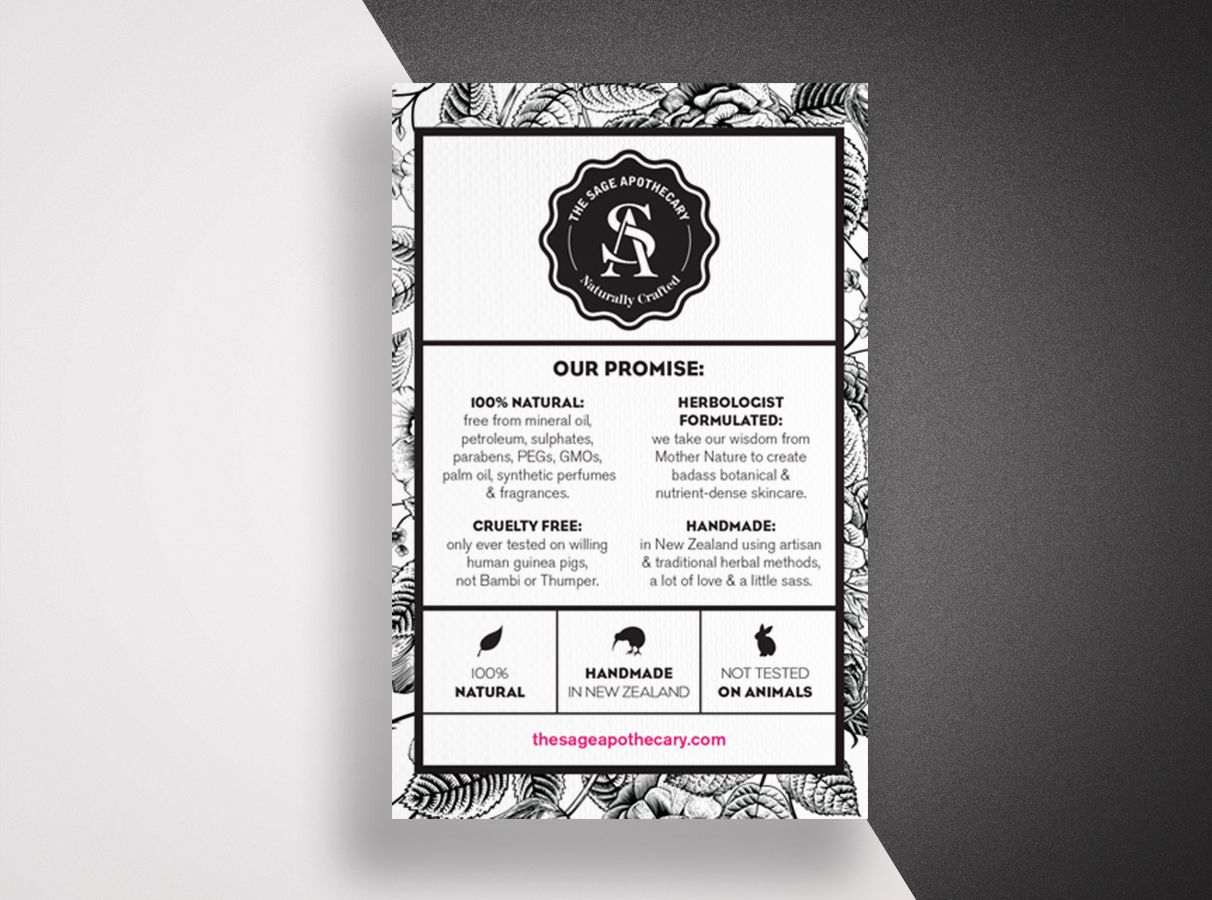 THE SAGE APOTHECARY
SA
Naturally Crafted
OUR PROMISE:
100% NATURAL:
free from mineral oil,
petroleum, sulphates,
parabens, PEGs, GMOs,
palm oil, synthetic perfumes
& fragrances.
HERBOLOGIST
FORMULATED:
we take our wisdom from
Mother Nature to create
badass botanical &
nutrient-dense skincare.
CRUELTY FREE:
only ever tested on willing
human guinea pigs,
not Bambi or Thumper.
HANDMADE:
in New Zealand using artisan
& traditional herbal methods,
a lot of love & a little sass.
100%
NATURAL
HANDMADE
IN NEW ZEALAND
NOT TESTED
ON ANIMALS
thesageapothecary.com